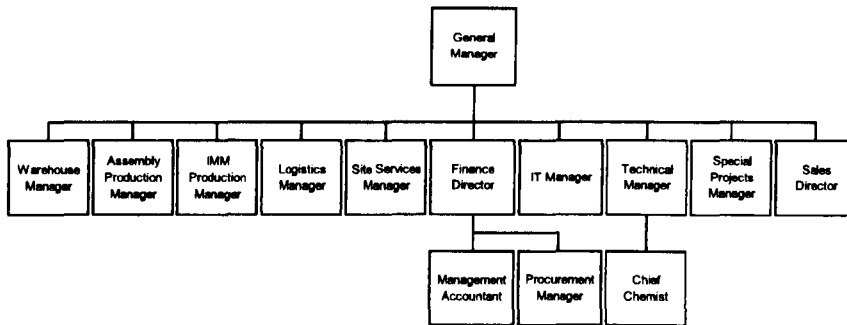 General
Manager
Warehouse
Manager
Assembly
Production
Manager
IMM
Production
Manager
Logistics
Manager
Site Services
Manager
Finance
Director
IT Manager
Technical
Manager
Special
Projects
Manager
Sales
Director
Management
Accountant
Procurement
Manager
Chief
Chemist